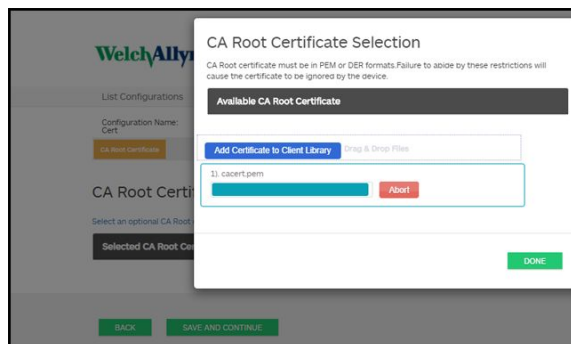 WelchAllyn
CA Root Certificate Selection
CA Root certificate must be in PEM or DER formats.Failure to abide by these restrictions will
cause the certificate to be ignored by the device.
Available CA Root Certificate
List Configurations
Configuration Name:
Cert
CA Root Certificate
Add Certificate to Client Library
Drag & Drop Files
1). cacert.pem
Abort
CA Root Certi
Select an optional CA Root
Selected CA Root Cer
DONE
BACK
SAVE AND CONTINUE